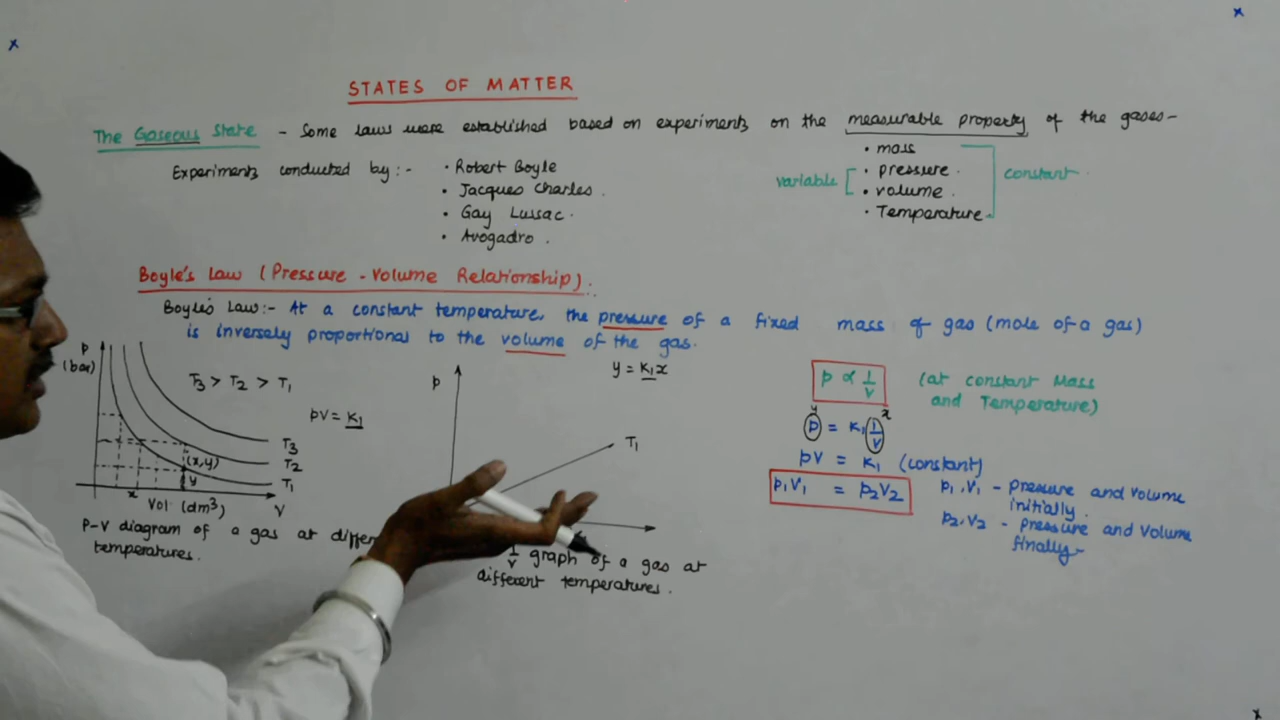 STATES OF MATTER
The Gaseous State - Some laws were established based on experiments on the measurable property of the gases-
Experiments conducted by:-
• Robert Boyle
• Jacques Charles.
• Gay Lussac.
• Avogadro.
• mass
• pressure.
• volume.
• Temperature
variable
constant
Boyle's Law (Pressure - Volume Relationship).
Boyle's Law:- At a constant temperature, the pressure of a fixed mass of gas (mole of a gas)
is inversely proportional to the volume of the gas.
P
(bar)
T3 > T2 > T1
PV = K1
T3
T2
T1
(x,y)
y
x
Vol (dm³)
V
P-V diagram of a gas at
temperatures.
y = K1x
P
T1
1/V graph of a gas at
different temperatures.
P ∝ 1/V
(at constant Mass
and Temperature)
y
x
P = K1 1/V
PV = K1 (constant)
P1V1 = P2V2
P1,V1 - Pressure and Volume
initially.
P2,V2 - Pressure and Volume
finally-